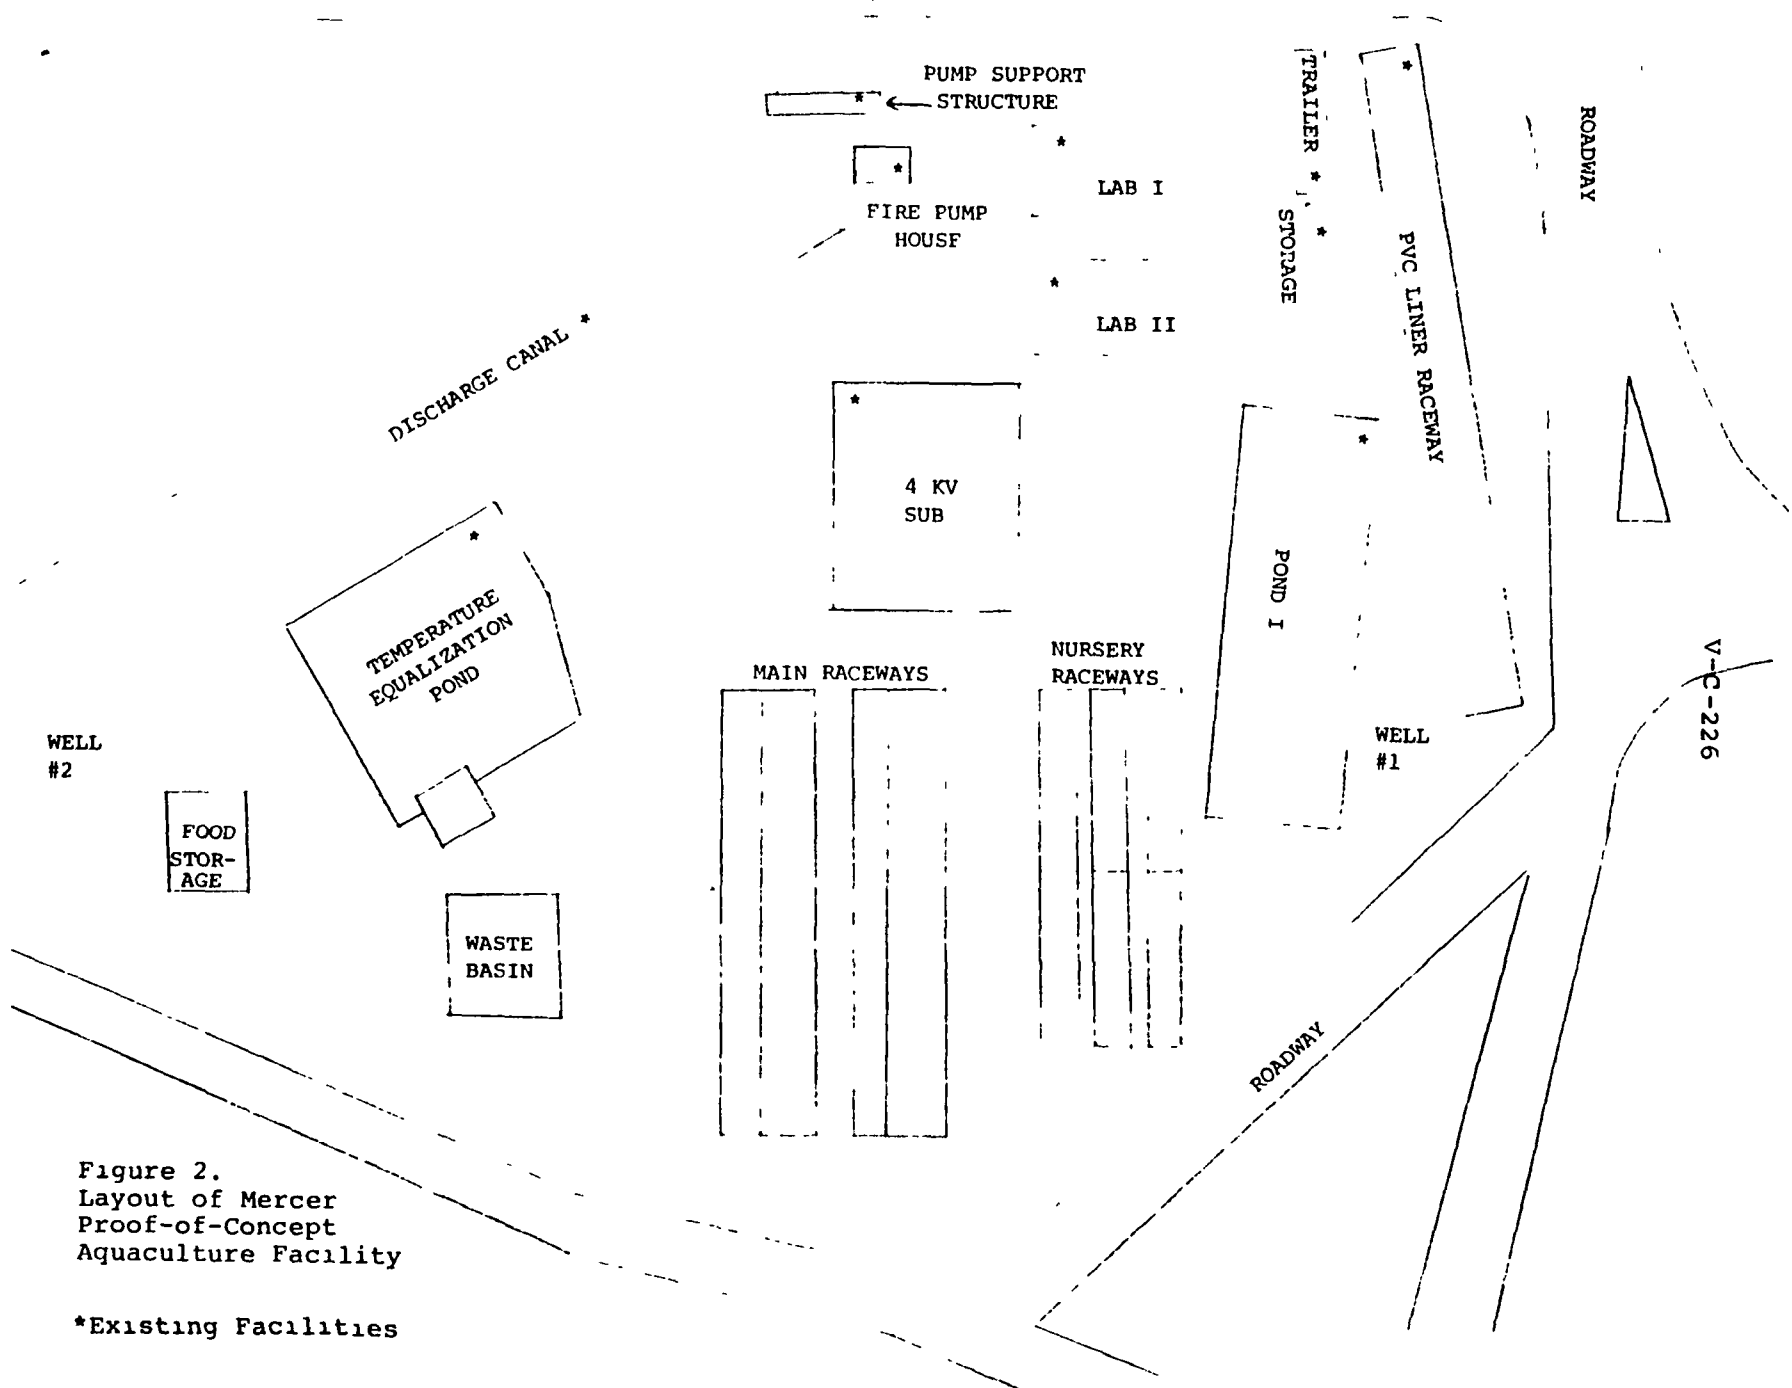 PUMP SUPPORT
* ← STRUCTURE
*
FIRE PUMP
HOUSF
*
LAB I
*
LAB II
TRAILER *
STORAGE *
*
PVC LINER RACEWAY
ROADWAY
DISCHARGE CANAL *
*
4 KV
SUB
*
POND I
*
TEMPERATURE
EQUALIZATION
POND
MAIN RACEWAYS
NURSERY
RACEWAYS
WELL
#1
WELL
#2
FOOD
STOR-
AGE
WASTE
BASIN
ROADWAY
V-C-226
Figure 2.
Layout of Mercer
Proof-of-Concept
Aquaculture Facility
*Existing Facilities